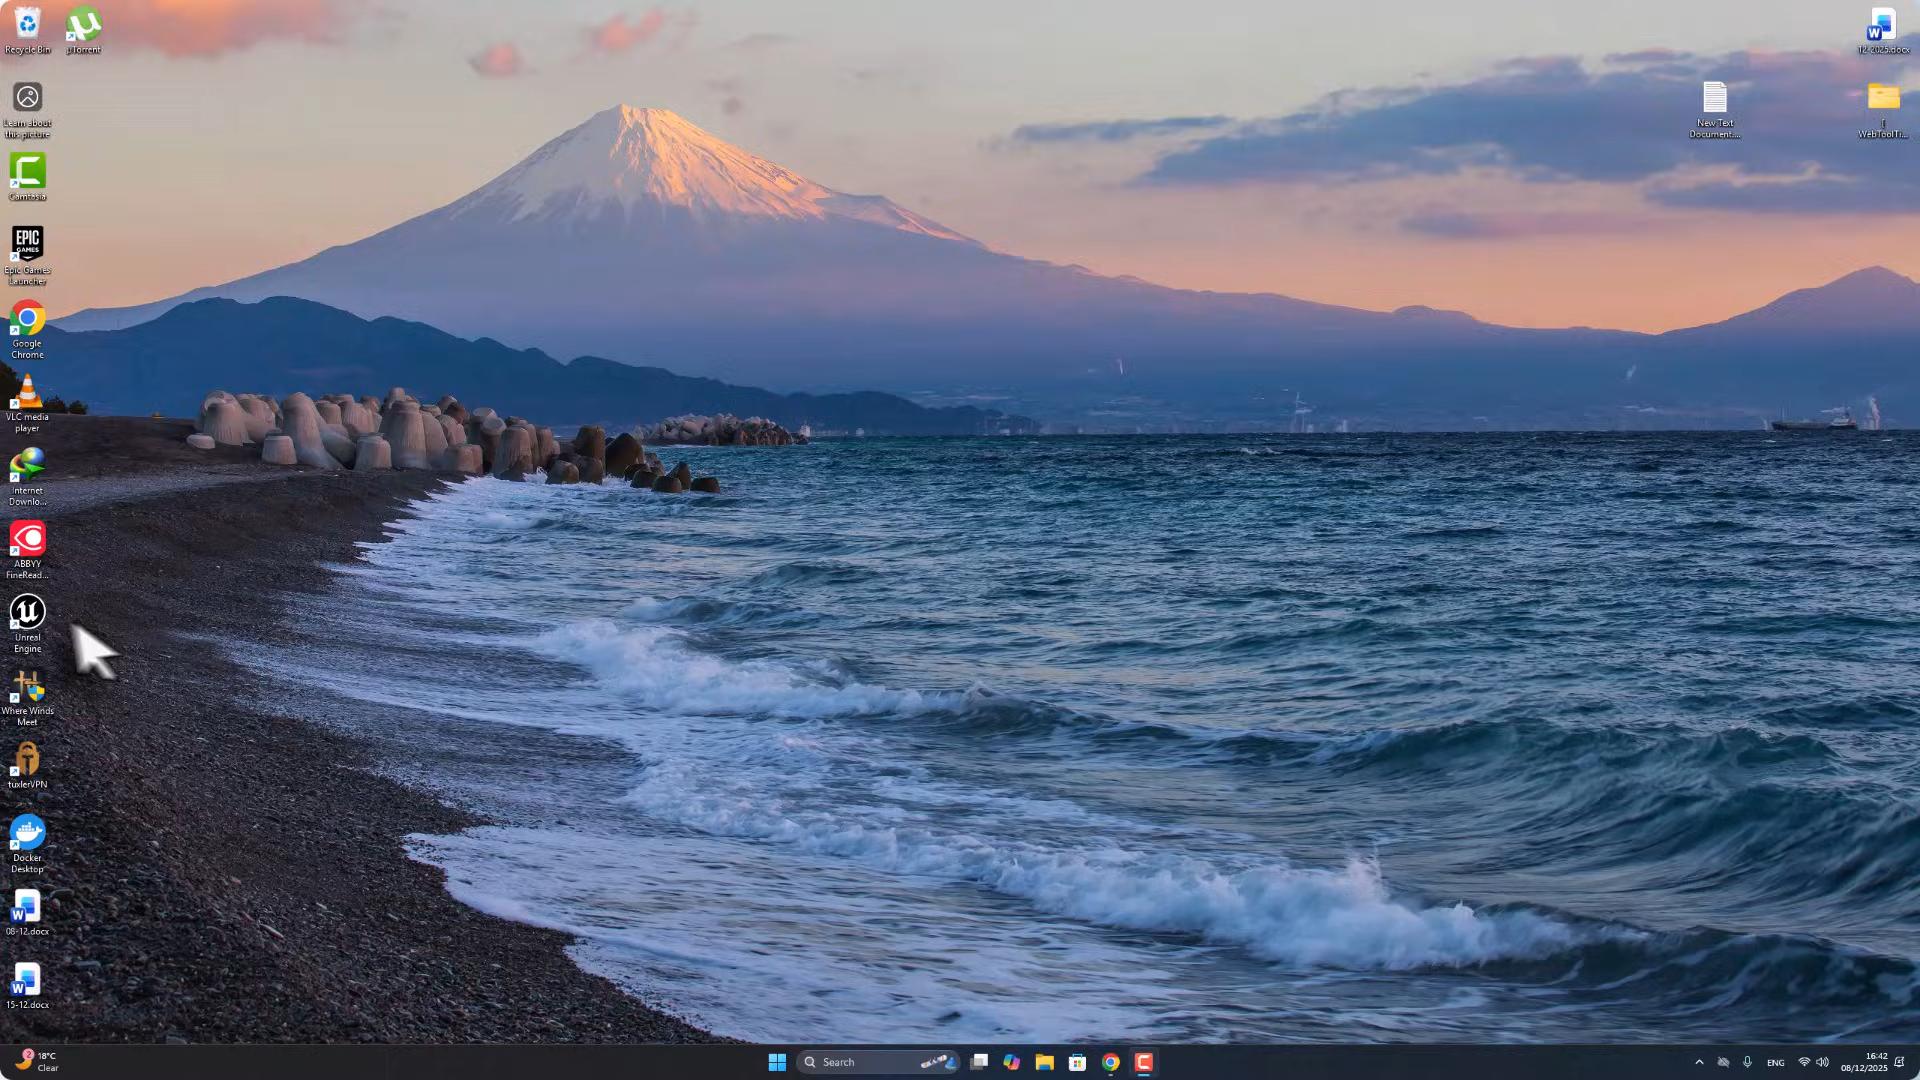 Recycle Bin
µTorrent
Learn about
this picture
Camtasia
EPIC
GAMES
Epic Games
Launcher
Google
Chrome
VLC media
player
Internet
Downlo...
ABBYY
FineRead...
Unreal
Engine
Where Winds
Meet
tuxlerVPN
Docker
Desktop
08-12.docx
15-12.docx
12-2025.docx
New Text
Document....
[
WebToolTi...
2
18°C
Clear
Search
ENG
16:42
08/12/2025